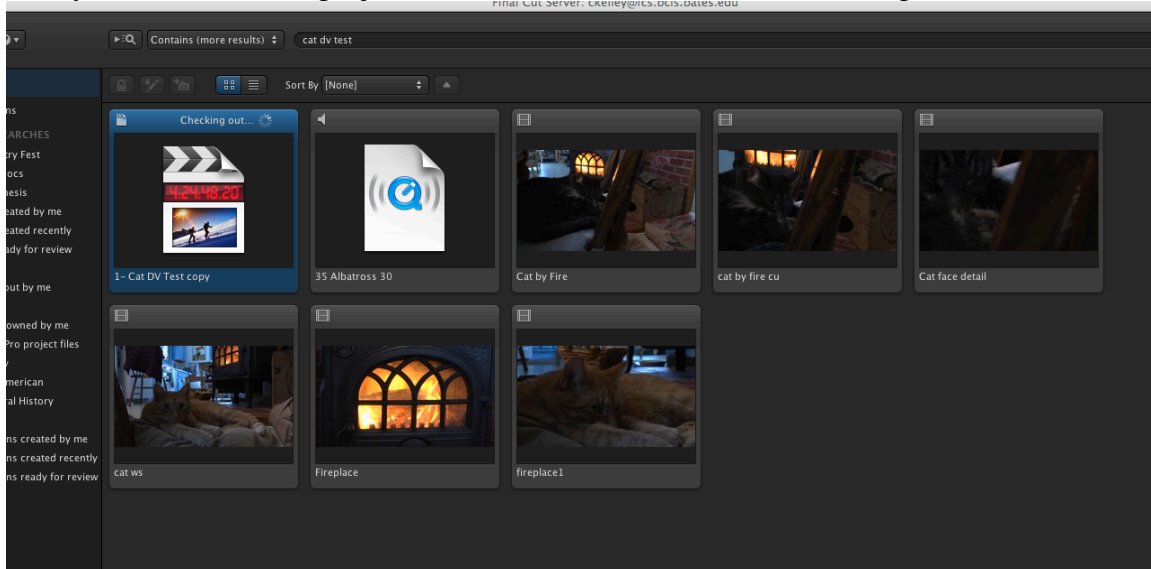 Final Cut Server: ckelley@fcs.bcis.bates.edu
Contains (more results) cat dv test
Sort By [None]
ns
Checking out...
EARCHES
try Fest
ocs
nesis
eated by me
eated recently
ady for review
4:24:48:20
1- Cat DV Test copy
35 Albatross 30
Cat by Fire
cat by fire cu
Cat face detail
out by me
owned by me
Pro project files
y
merican
ral History
ns created by me
ns created recently
ns ready for review
cat ws
Fireplace
fireplace1